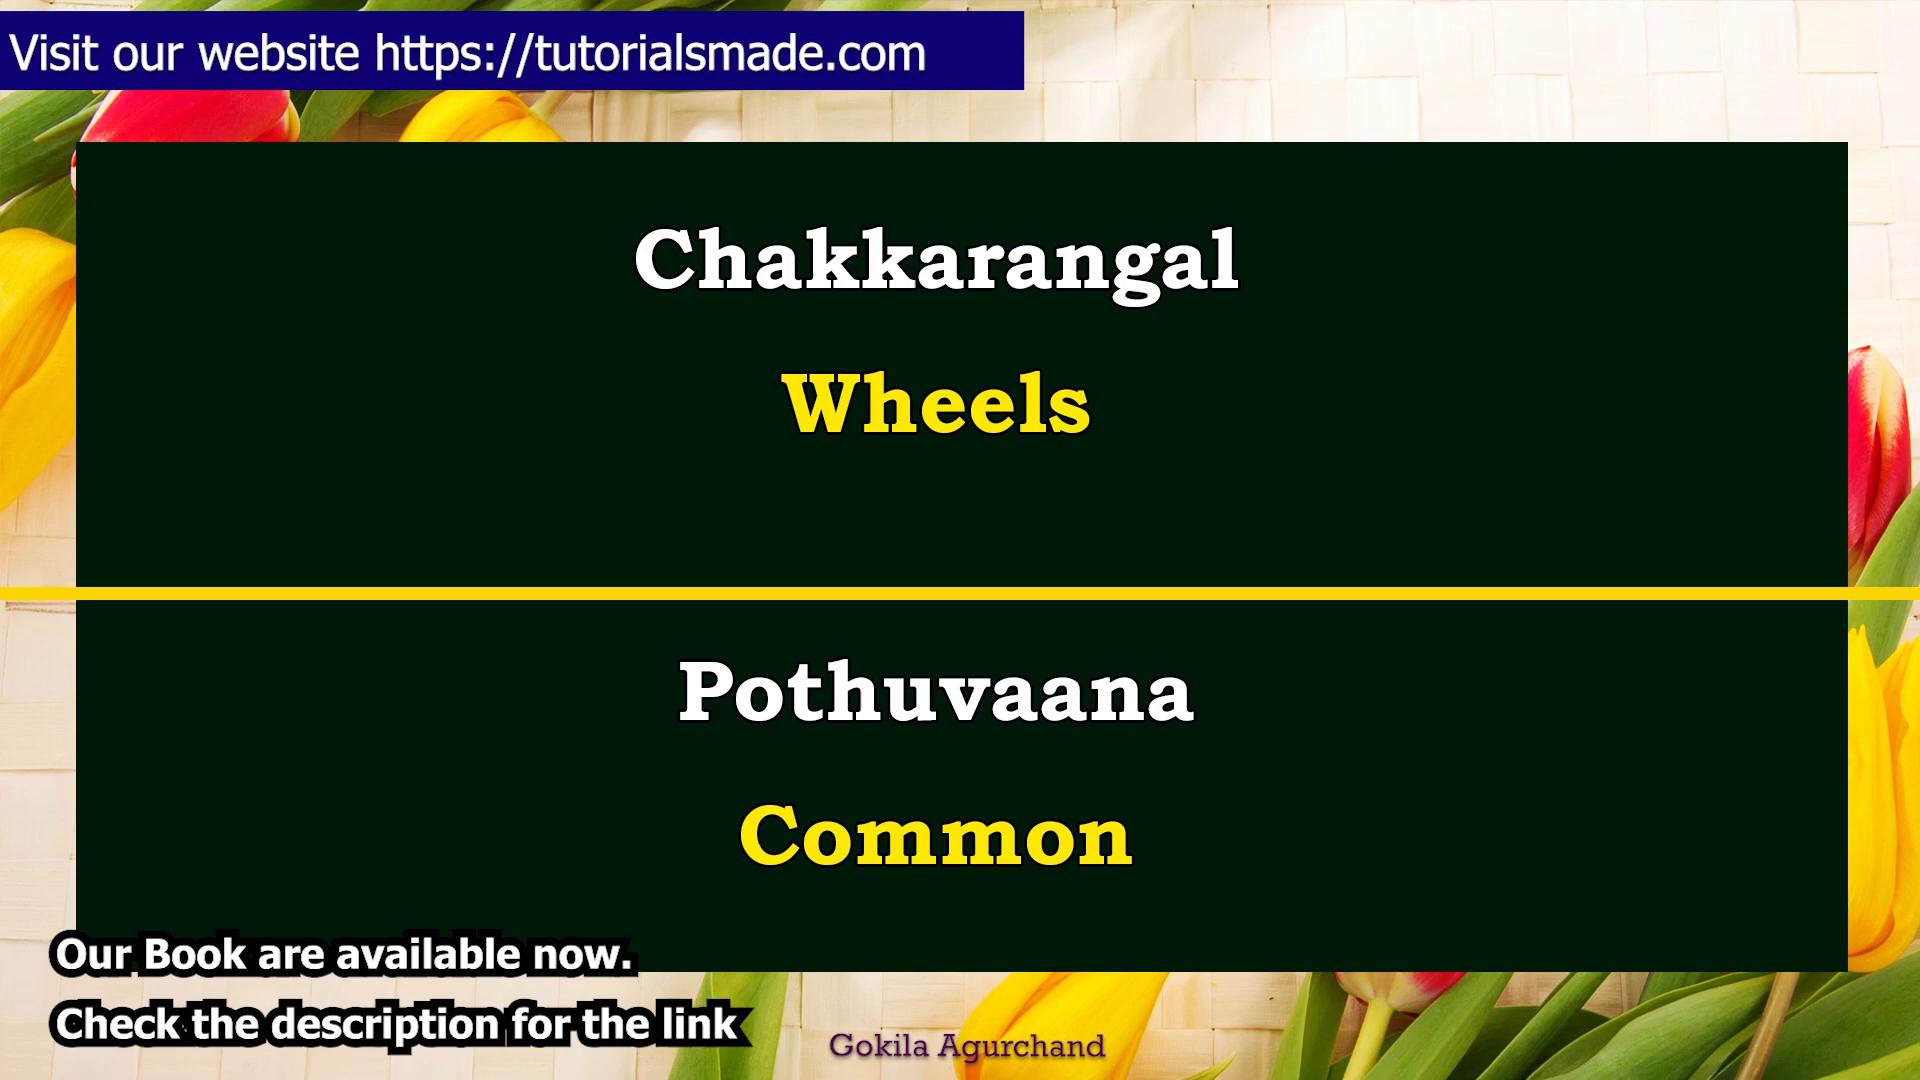 Visit our website https://tutorialsmade.com
Chakkarangal
Wheels
Pothuvaana
Common
Our Book are available now.
Check the description for the link
Gokila Agurchand